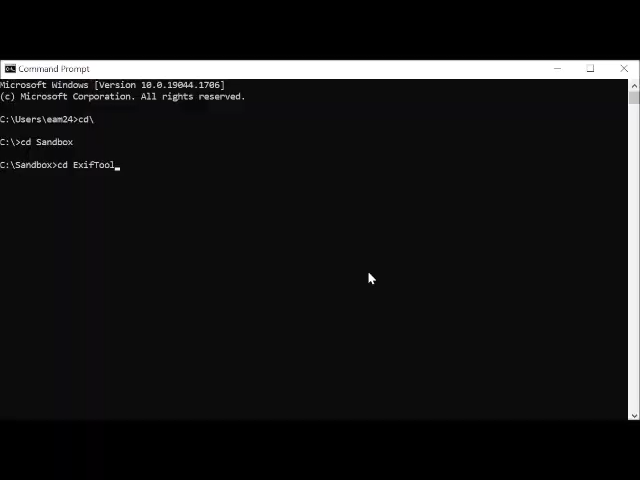 Command Prompt
Microsoft Windows [Version 10.0.19044.1706]
(c) Microsoft Corporation. All rights reserved.
C:\Users\eam24>cd\
C:\>cd Sandbox
C:\Sandbox>cd ExifTool_